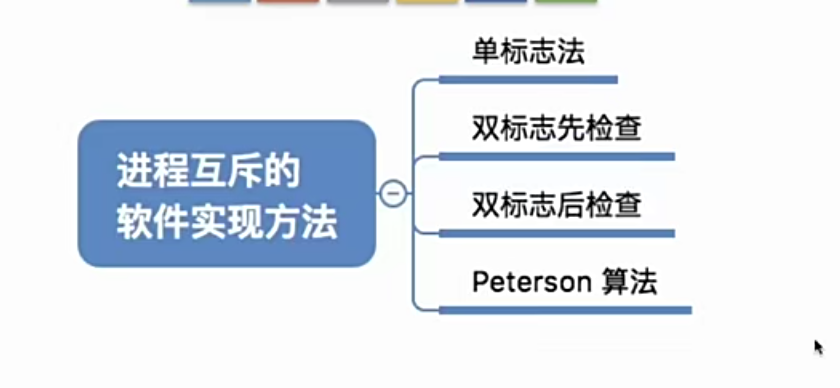 进程互斥的
软件实现方法
单标志法
双标志先检查
双标志后检查
Peterson 算法